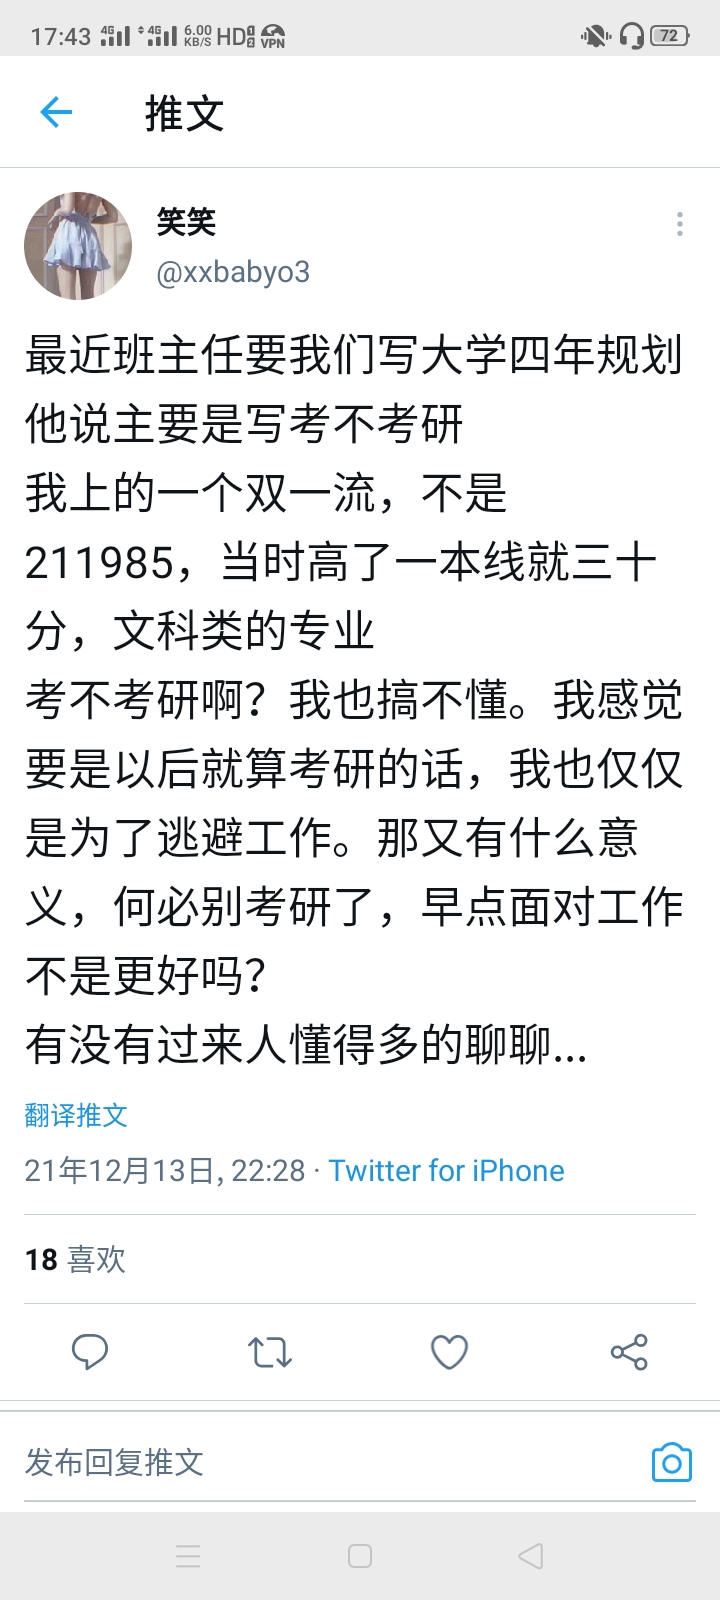 17:43 4G 4G 6.00 KB/S HD 1 2 VPN 72
推文
笑笑
@xxbabyo3
最近班主任要我们写大学四年规划
他说主要是写考不考研
我上的一个双一流，不是
211985，当时高了一本线就三十
分，文科类的专业
考不考研啊？我也搞不懂。我感觉
要是以后就算考研的话，我也仅仅
是为了逃避工作。那又有什么意
义，何必别考研了，早点面对工作
不是更好吗？
有没有过来人懂得多的聊聊...
翻译推文
21年12月13日, 22:28 · Twitter for iPhone
18 喜欢
发布回复推文